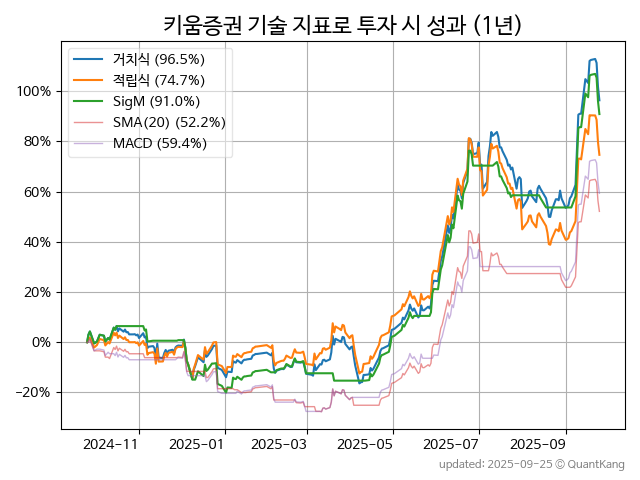 키움증권 기술 지표로 투자 시 성과 (1년)
거치식 (96.5%)
적립식 (74.7%)
SigM (91.0%)
SMA(20) (52.2%)
MACD (59.4%)
100%
80%
60%
40%
20%
0%
−20%
2024-11 2025-01 2025-03 2025-05 2025-07 2025-09
updated: 2025-09-25 © QuantKang